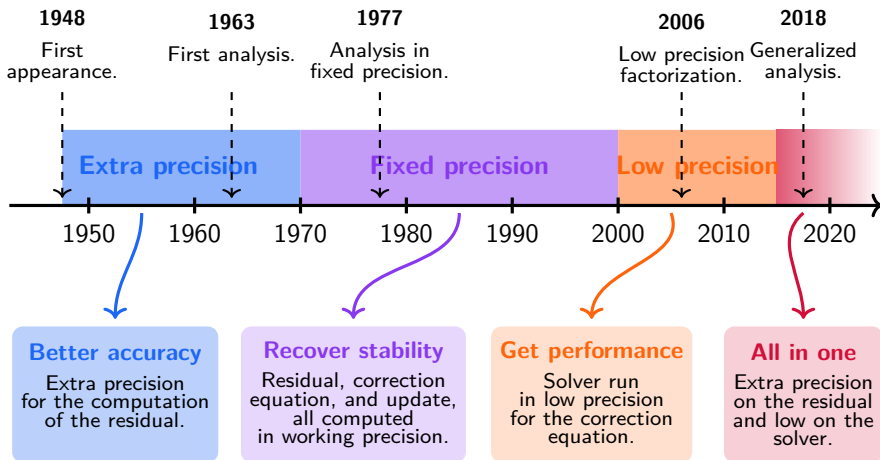 1948
First
appearance.
1963
First analysis.
1977
Analysis in
fixed precision.
2006
Low precision
factorization.
2018
Generalized
analysis.
Extra precision
Fixed precision
Low precision
1950
1960
1970
1980
1990
2000
2010
2020
Better accuracy
Extra precision
for the computation
of the residual.
Recover stability
Residual, correction
equation, and update,
all computed
in working precision.
Get performance
Solver run
in low precision
for the correction
equation.
All in one
Extra precision
on the residual
and low on the
solver.